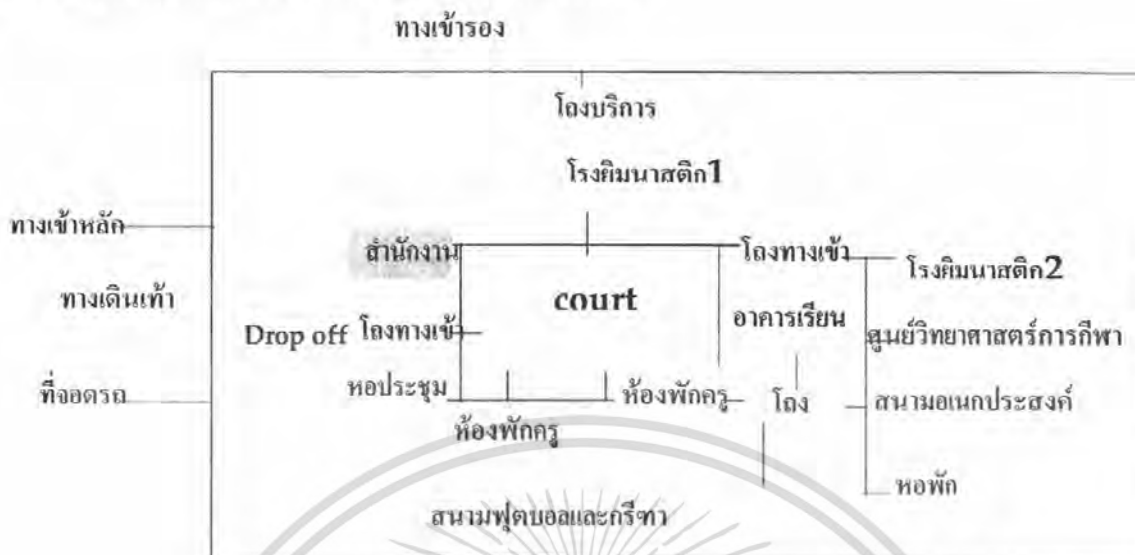 ทางเข้ารอง
โถงบริการ
โรงยิมนาสติก1
ทางเข้าหลัก
สำนักงาน
โถงทางเข้า
โรงยิมนาสติก2
ทางเดินเท้า
court
อาคารเรียน
Drop off โถงทางเข้า
ศูนย์วิทยาศาสตร์การกีฬา
ที่จอดรถ
หอประชุม
ห้องพักครู
โถง
สนามอเนกประสงค์
ห้องพักครู
หอพัก
สนามฟุตบอลและกรีฑา